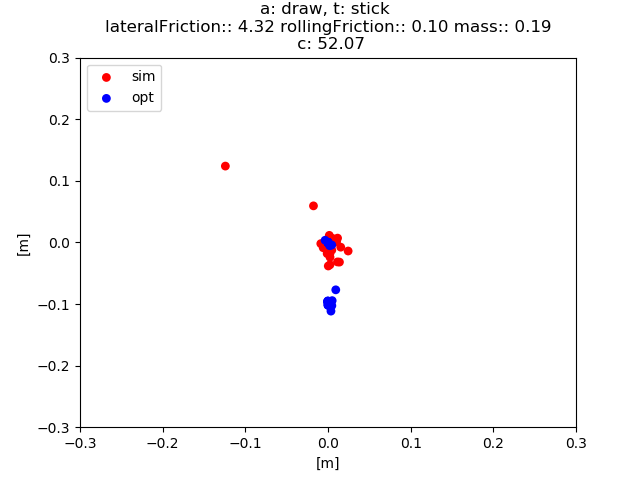 a: draw, t: stick
lateralFriction:: 4.32 rollingFriction:: 0.10 mass:: 0.19
c: 52.07
sim
opt
0.3
0.2
0.1
0.0
−0.1
−0.2
−0.3
[m]
−0.3 −0.2 −0.1 0.0 0.1 0.2 0.3
[m]